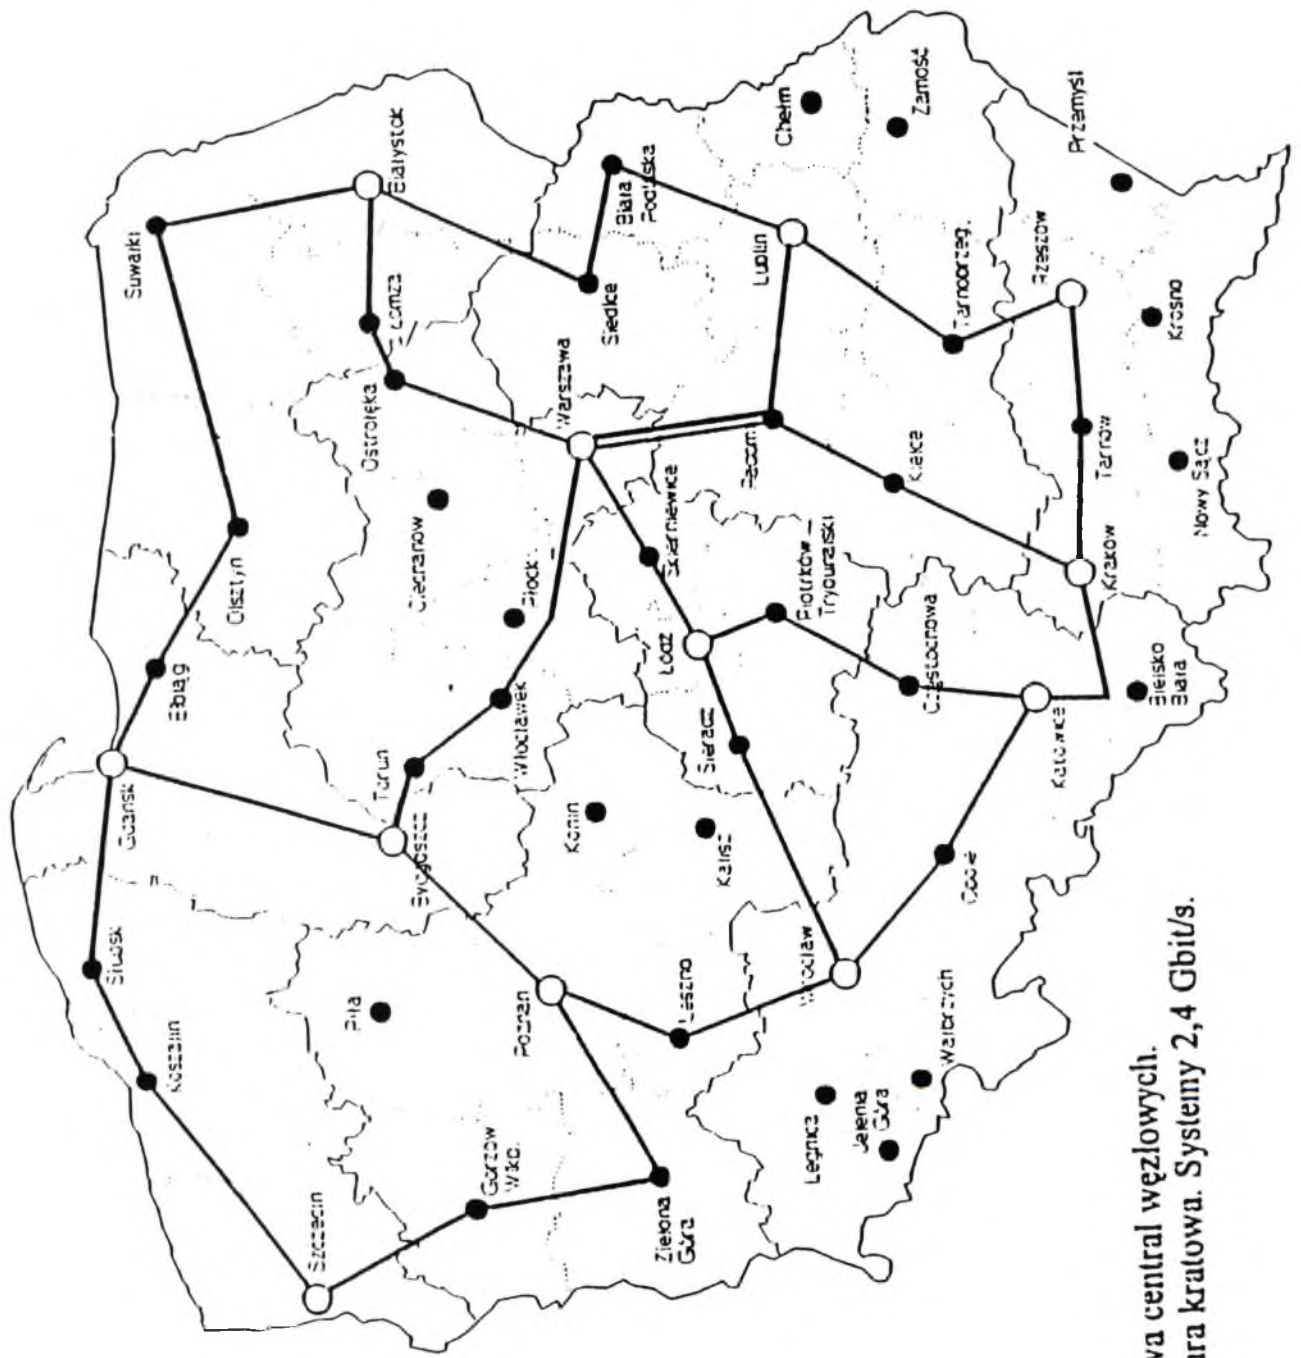 Suwałki
Białystok
Łomża
Ostrołęka
Elbląg
Olsztyn
Gdańsk
Słupsk
Koszalin
Szczecin
Gorzów
Wlkp.
Zielona
Góra
Piła
Bydgoszcz
Toruń
Włocławek
Płock
Ciechanów
Warszawa
Siedlce
Biała
Podlaska
Chełm
Zamość
Lublin
Radom
Kielce
Tarnobrzeg.
Rzeszów
Przemyśl
Krosno
Tarnów
Nowy Sącz
Kraków
Bielsko
Biała
Katowice
Częstochowa
Piotrków
Trybunalski
Skierniewice
Łódź
Sieradz
Konin
Kalisz
Poznań
Leszno
Wrocław
Opole
Wałbrzych
Legnica
Jelenia
Góra
va central węzłowych.
ura kratowa. Systemy 2,4 Gbit/s.